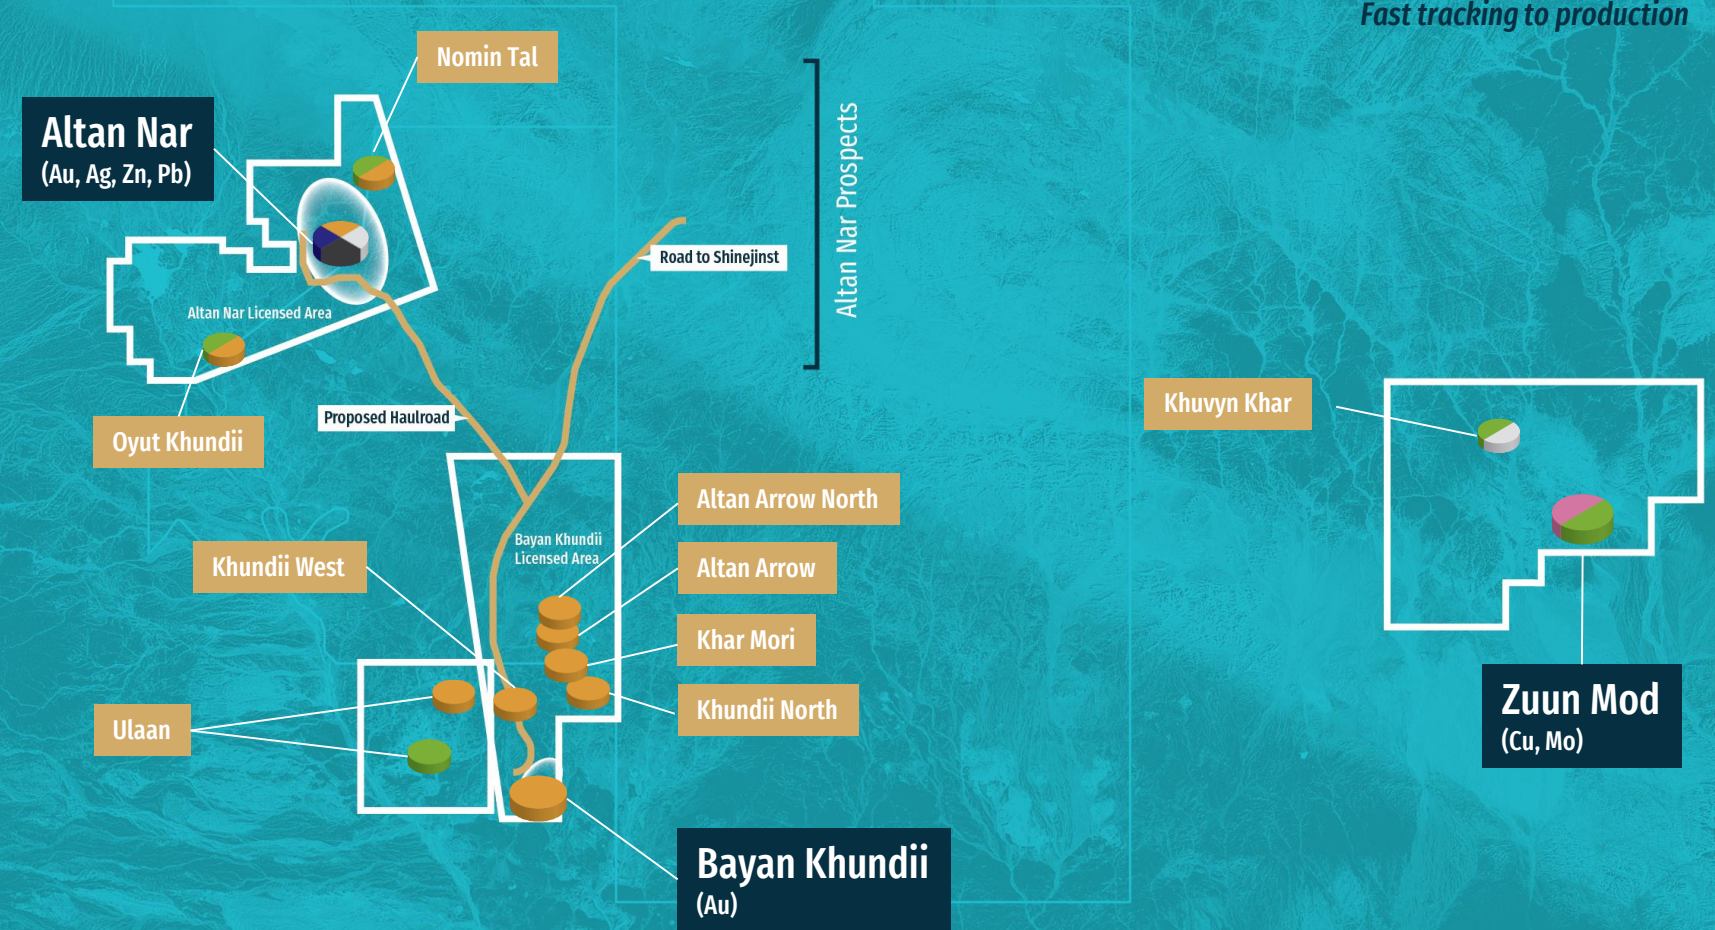 Fast tracking to production
Nomin Tal
Altan Nar
(Au, Ag, Zn, Pb)
Altan Nar Prospects
Road to Shinejinst
Altan Nar Licensed Area
Proposed Haulroad
Khuvyn Khar
Oyut Khundii
Altan Arrow North
Bayan Khundii
Licensed Area
Khundii West
Altan Arrow
Khar Mori
Khundii North
Ulaan
Zuun Mod
(Cu, Mo)
Bayan Khundii
(Au)